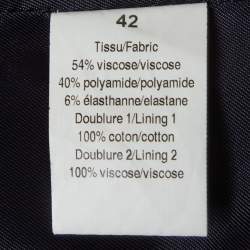 42
Tissu/Fabric
54% viscose/viscose
40% polyamide/polyamide
6% élasthanne/elastane
Doublure 1/Lining 1
100% coton/cotton
Doublure 2/Lining 2
100% viscose/viscose